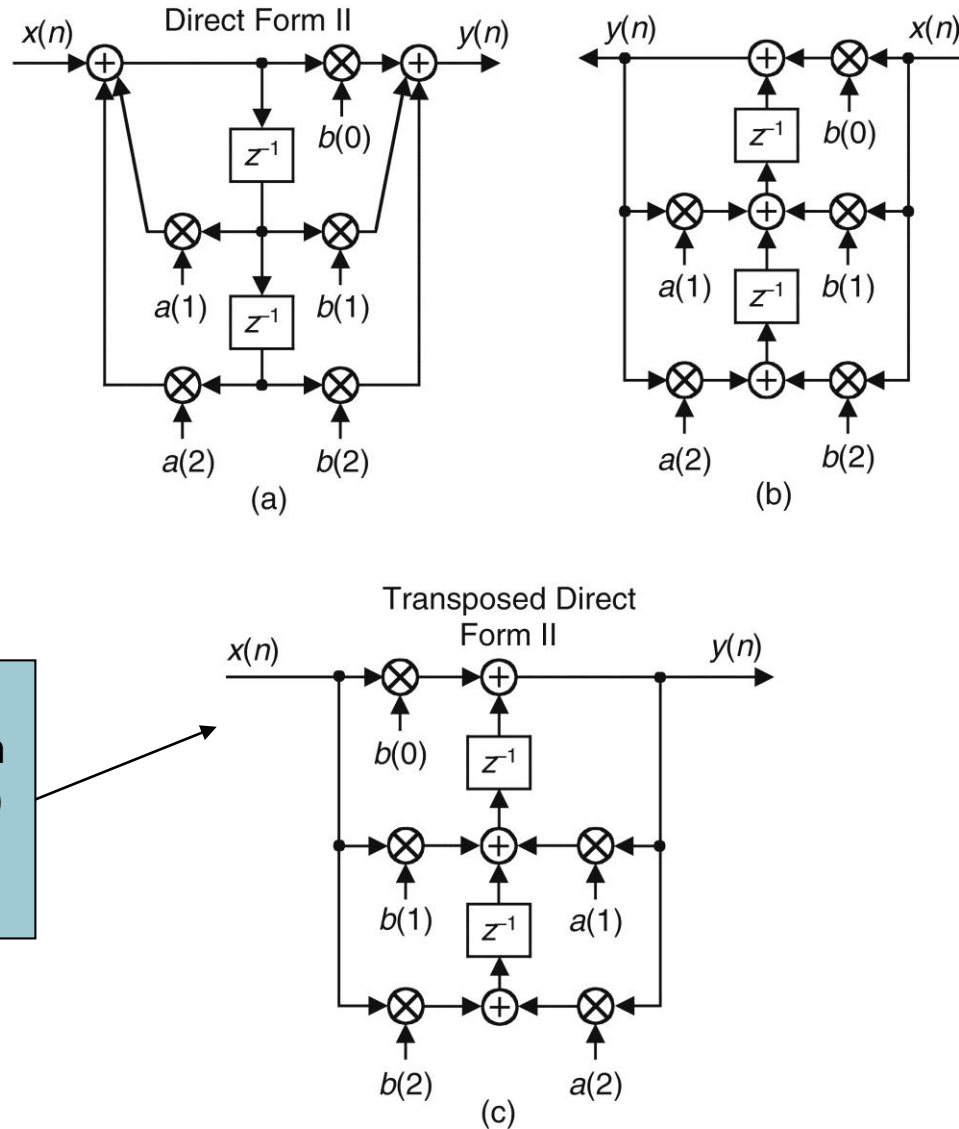 Direct Form II
x(n)
y(n)
b(0)
z⁻¹
a(1)
b(1)
z⁻¹
a(2)
b(2)
(a)
y(n)
x(n)
b(0)
z⁻¹
a(1)
b(1)
z⁻¹
a(2)
b(2)
(b)
Transposed Direct
Form II
x(n)
y(n)
b(0)
z⁻¹
b(1)
a(1)
z⁻¹
b(2)
a(2)
(c)